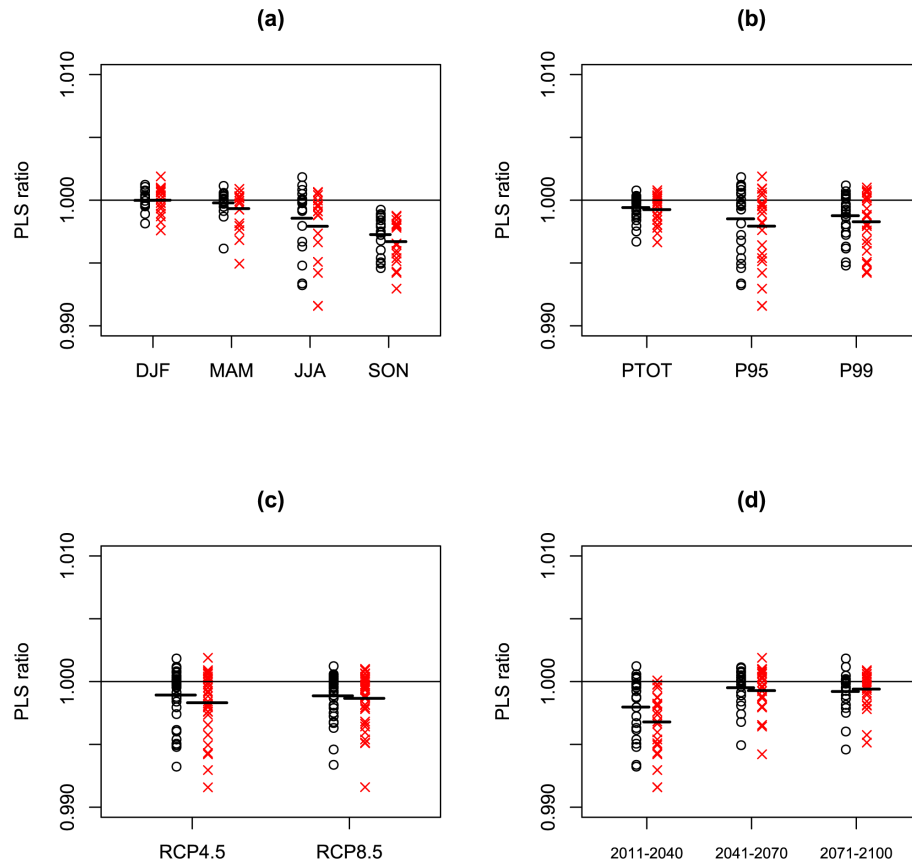 (a)
PLS ratio
1.010
1.000
0.990
DJF MAM JJA SON
(b)
PLS ratio
1.010
1.000
0.990
PTOT P95 P99
(c)
PLS ratio
1.010
1.000
0.990
RCP4.5 RCP8.5
(d)
PLS ratio
1.010
1.000
0.990
2011-2040 2041-2070 2071-2100